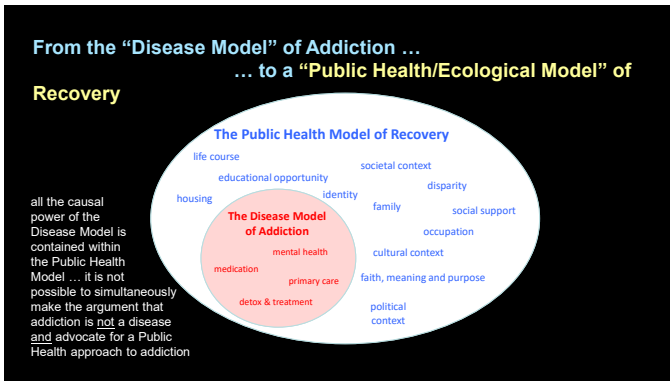 From the “Disease Model” of Addiction …
… to a “Public Health/Ecological Model” of
Recovery
The Public Health Model of Recovery
life course
societal context
educational opportunity
disparity
housing
identity
family
social support
The Disease Model
of Addiction
occupation
mental health
cultural context
medication
primary care
faith, meaning and purpose
detox & treatment
political
context
all the causal
power of the
Disease Model is
contained within
the Public Health
Model … it is not
possible to simultaneously
make the argument that
addiction is not a disease
and advocate for a Public
Health approach to addiction